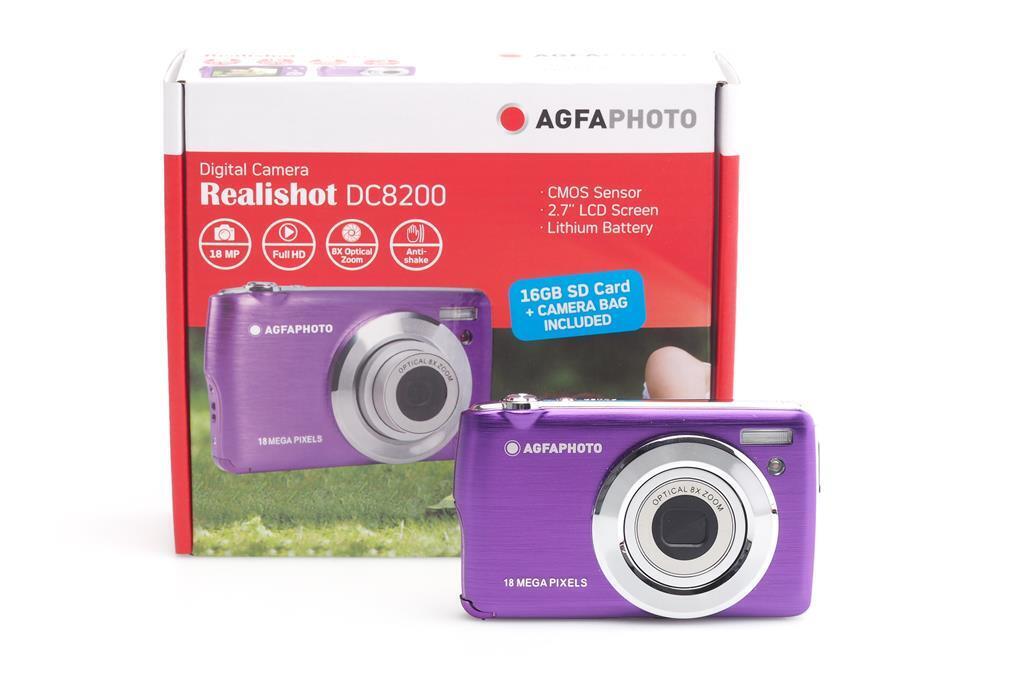 Realishot
AGFAPHOTO
AGFAPHOTO
Digital Camera
Realishot DC8200
· CMOS Sensor
· 2.7" LCD Screen
· Lithium Battery
18 MP
Full HD
8X Optical
Zoom
Anti-
shake
16GB SD Card
+ CAMERA BAG
INCLUDED
AGFAPHOTO
OPTICAL 8X ZOOM
18 MEGA PIXELS
AGFAPHOTO
OPTICAL 8X ZOOM
18 MEGA PIXELS